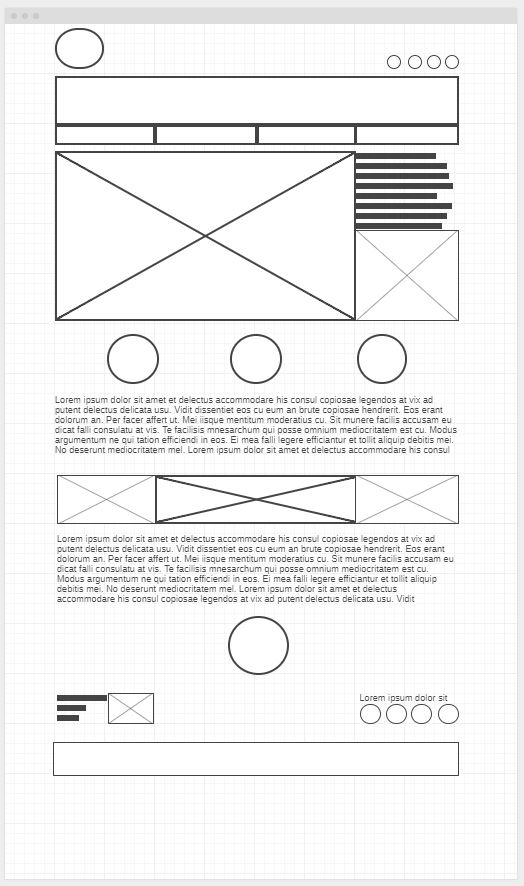 Lorem ipsum dolor sit amet et delectus accommodare his consul copiosae legendos at vix ad
putent delectus delicata usu. Vidit dissentiet eos cu eum an brute copiosae hendrerit. Eos erant
dolorum an. Per facer affert ut. Mei iisque mentitum moderatius cu. Sit munere facilis accusam eu
dicat falli consulatu at vis. Te facilisis mnesarchum qui posse omnium mediocritatem est cu. Modus
argumentum ne qui tation efficiendi in eos. Ei mea falli legere efficiantur et tollit aliquip debitis mei.
No deserunt mediocritatem mel. Lorem ipsum dolor sit amet et delectus accommodare his consul
Lorem ipsum dolor sit amet et delectus accommodare his consul copiosae legendos at vix ad
putent delectus delicata usu. Vidit dissentiet eos cu eum an brute copiosae hendrerit. Eos erant
dolorum an. Per facer affert ut. Mei iisque mentitum moderatius cu. Sit munere facilis accusam eu
dicat falli consulatu at vis. Te facilisis mnesarchum qui posse omnium mediocritatem est cu.
Modus argumentum ne qui tation efficiendi in eos. Ei mea falli legere efficiantur et tollit aliquip
debitis mei. No deserunt mediocritatem mel. Lorem ipsum dolor sit amet et delectus
accommodare his consul copiosae legendos at vix ad putent delectus delicata usu. Vidit
Lorem ipsum dolor sit